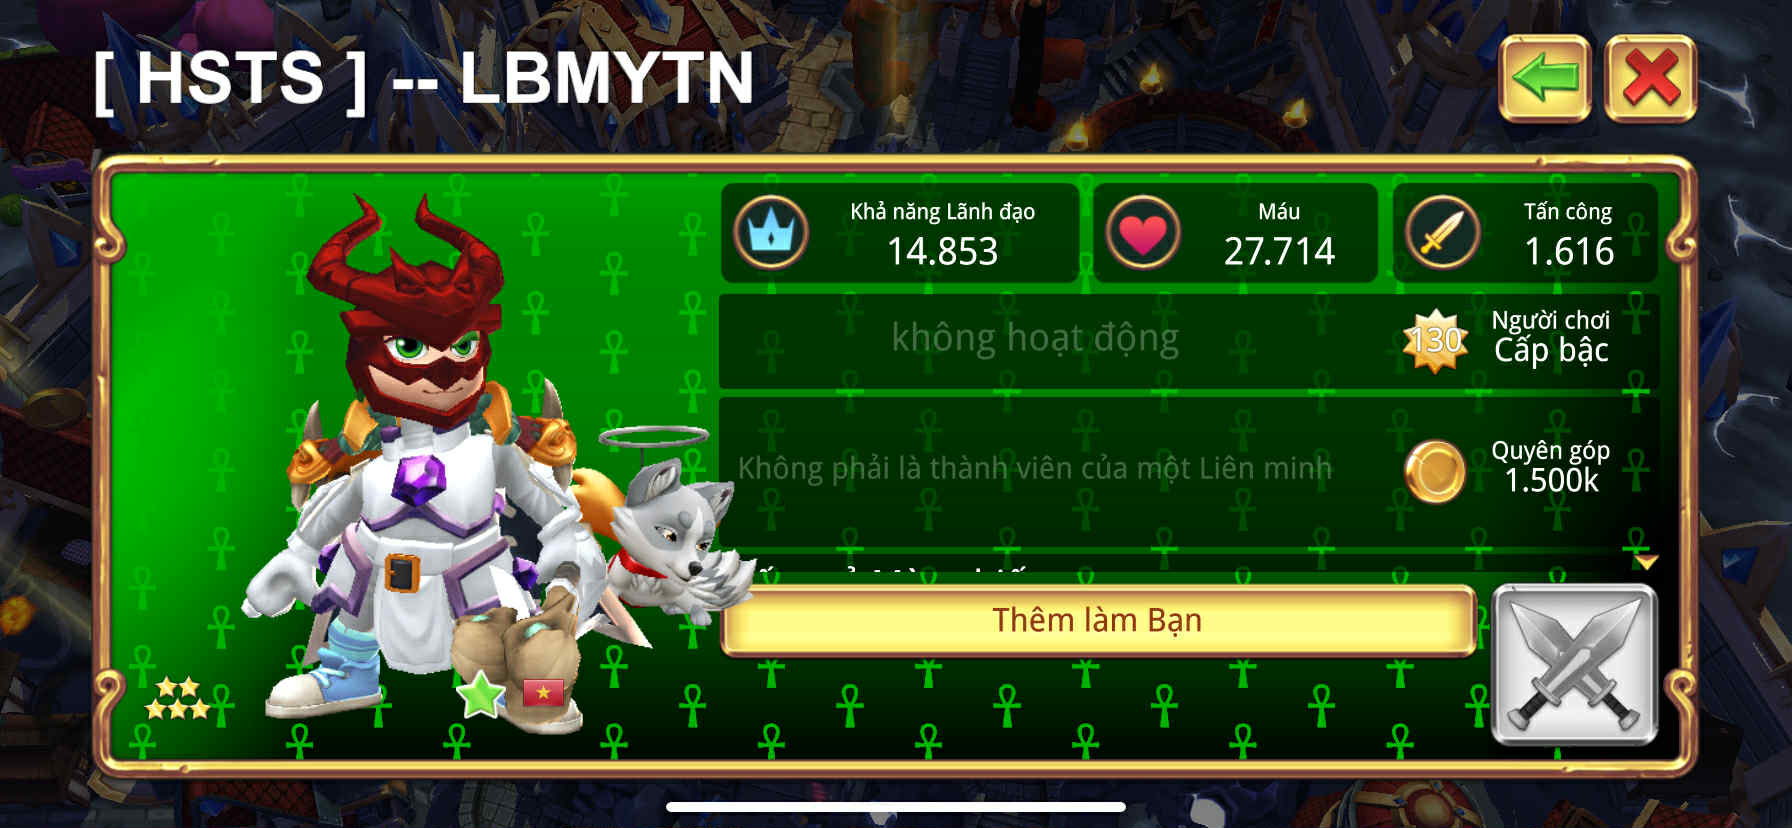 [ HSTS ] -- LBMYTN
Khả năng Lãnh đạo
14.853
Máu
27.714
Tấn công
1.616
không hoạt động
130
Người chơi
Cấp bậc
Không phải là thành viên của một Liên minh
Quyên góp
1.500k
Thêm làm Bạn